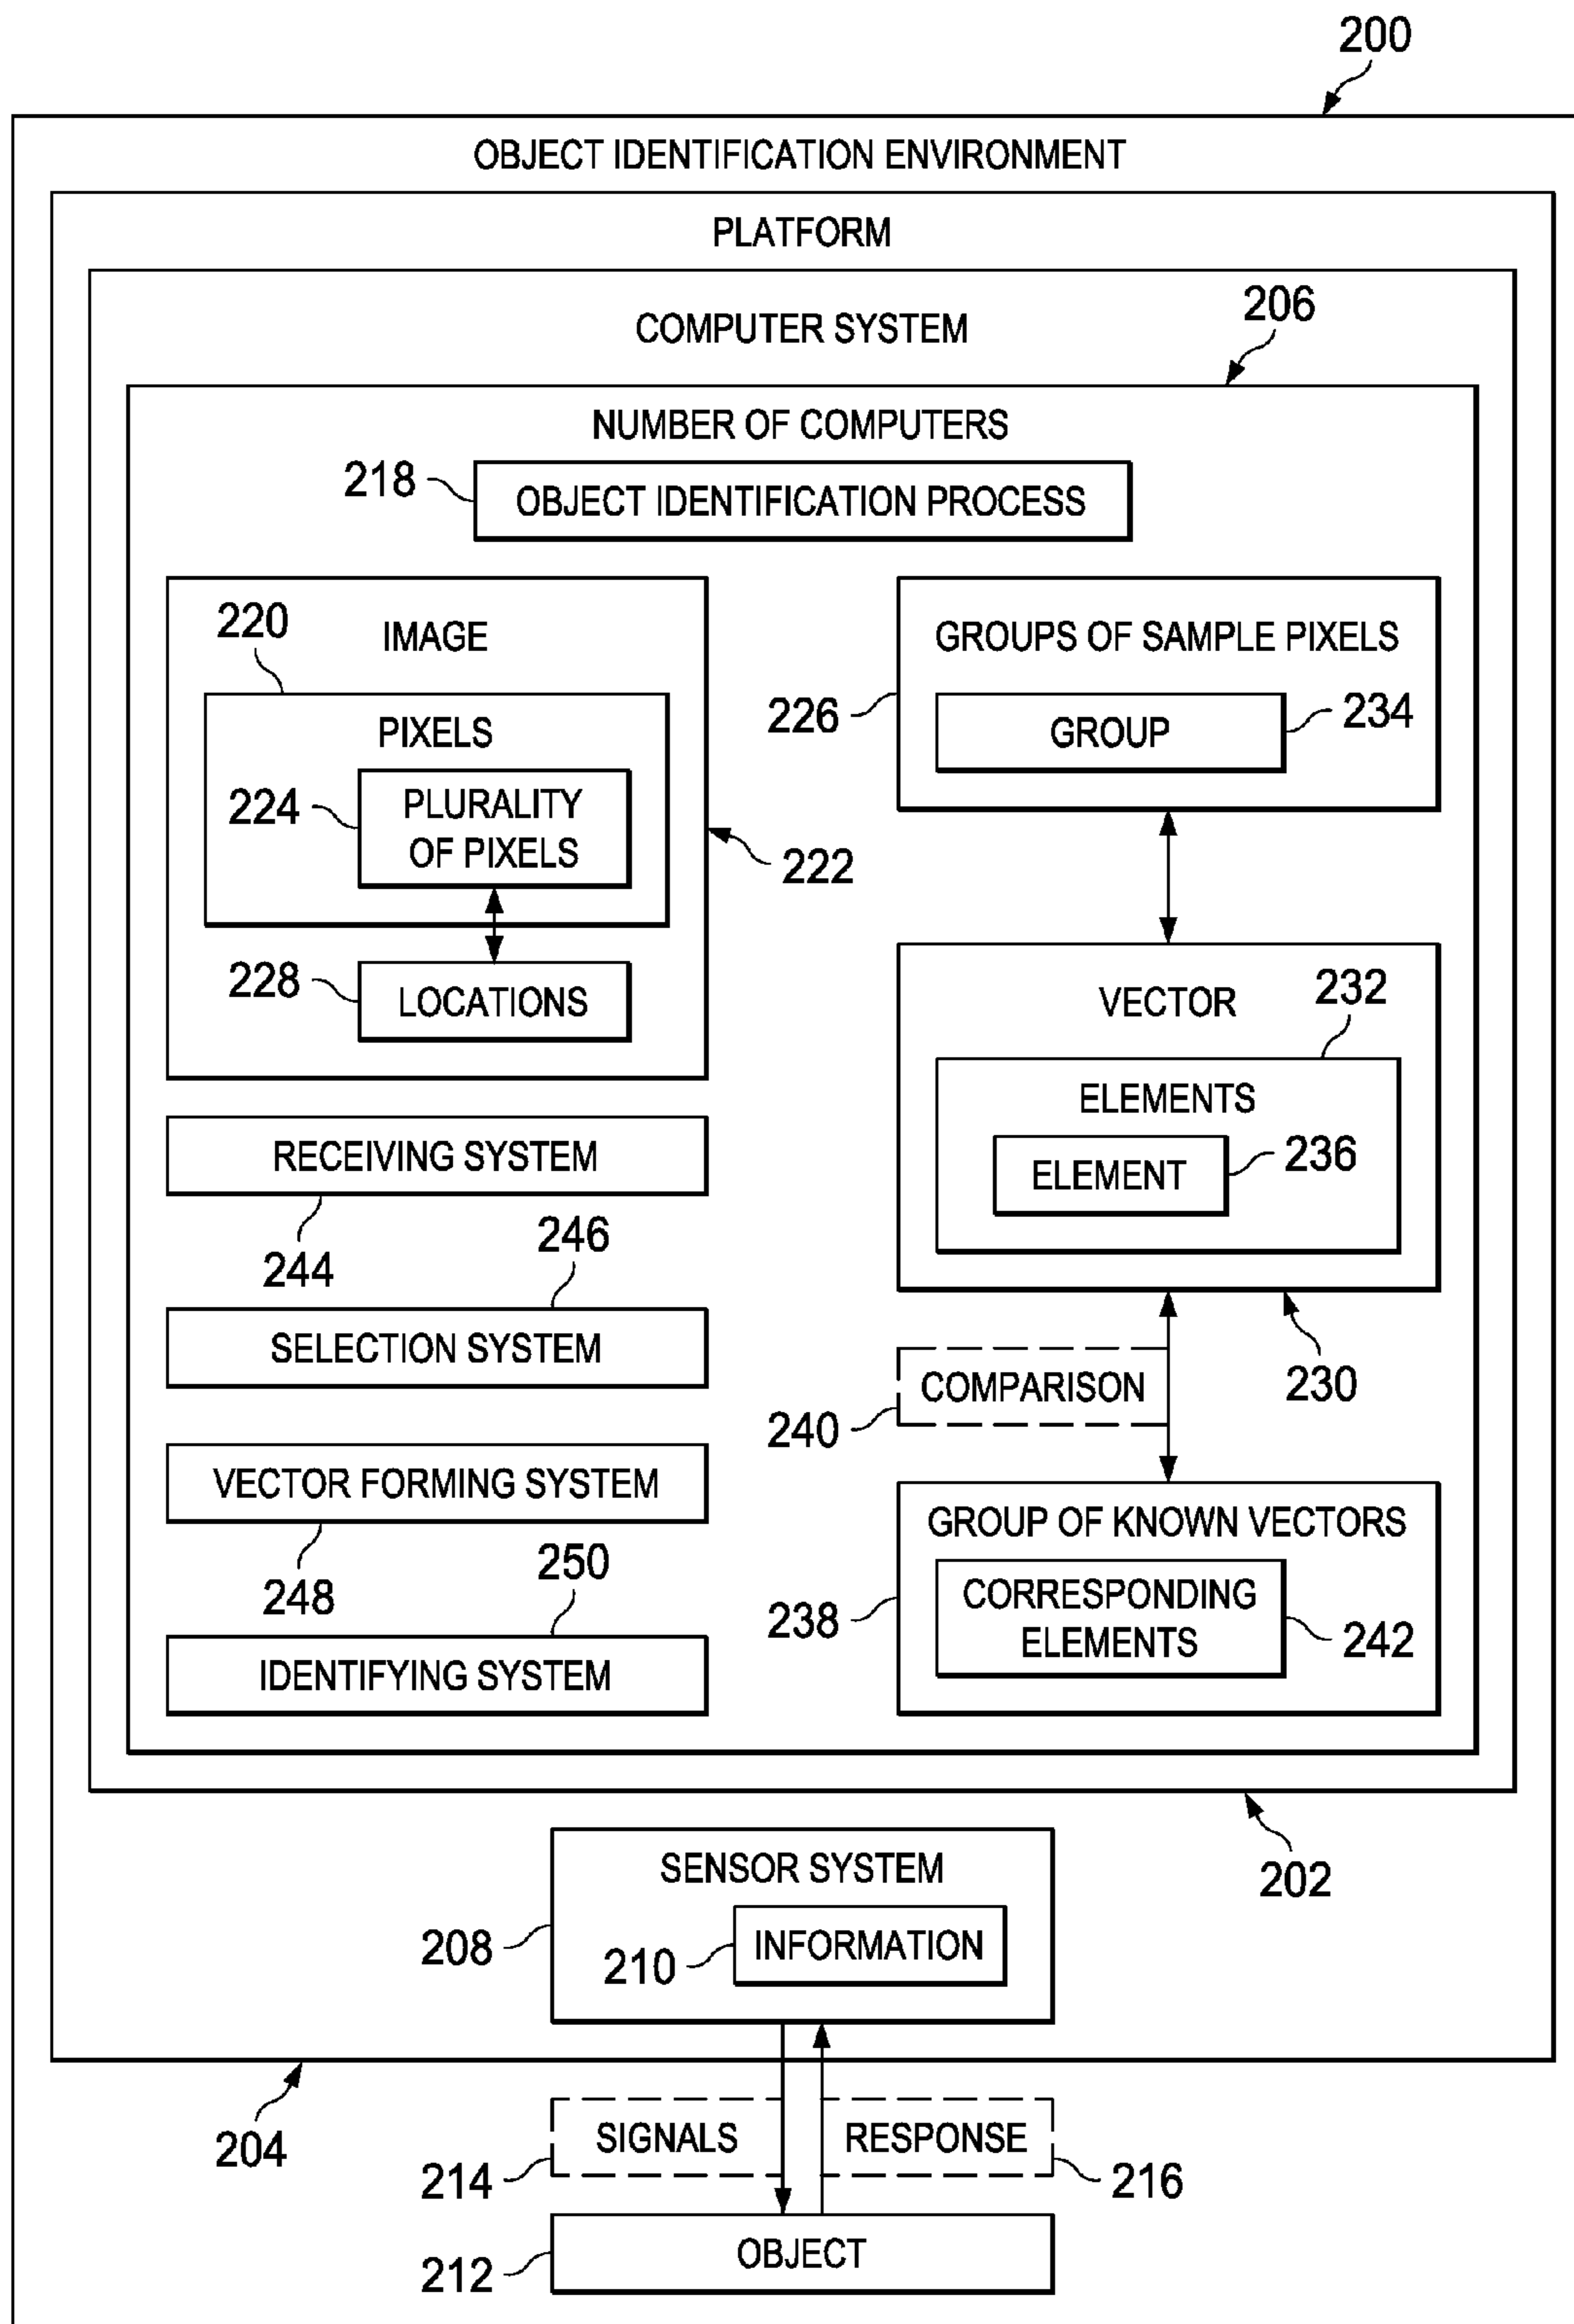 200
OBJECT IDENTIFICATION ENVIRONMENT
PLATFORM
206
COMPUTER SYSTEM
NUMBER OF COMPUTERS
218
OBJECT IDENTIFICATION PROCESS
220
IMAGE
PIXELS
224
PLURALITY
OF PIXELS
222
228
LOCATIONS
GROUPS OF SAMPLE PIXELS
226
GROUP
234
VECTOR
232
ELEMENTS
ELEMENT
236
230
COMPARISON
240
GROUP OF KNOWN VECTORS
238
CORRESPONDING
ELEMENTS
242
RECEIVING SYSTEM
244
246
SELECTION SYSTEM
VECTOR FORMING SYSTEM
248
250
IDENTIFYING SYSTEM
202
SENSOR SYSTEM
208
210
INFORMATION
204
SIGNALS
214
RESPONSE
216
OBJECT
212